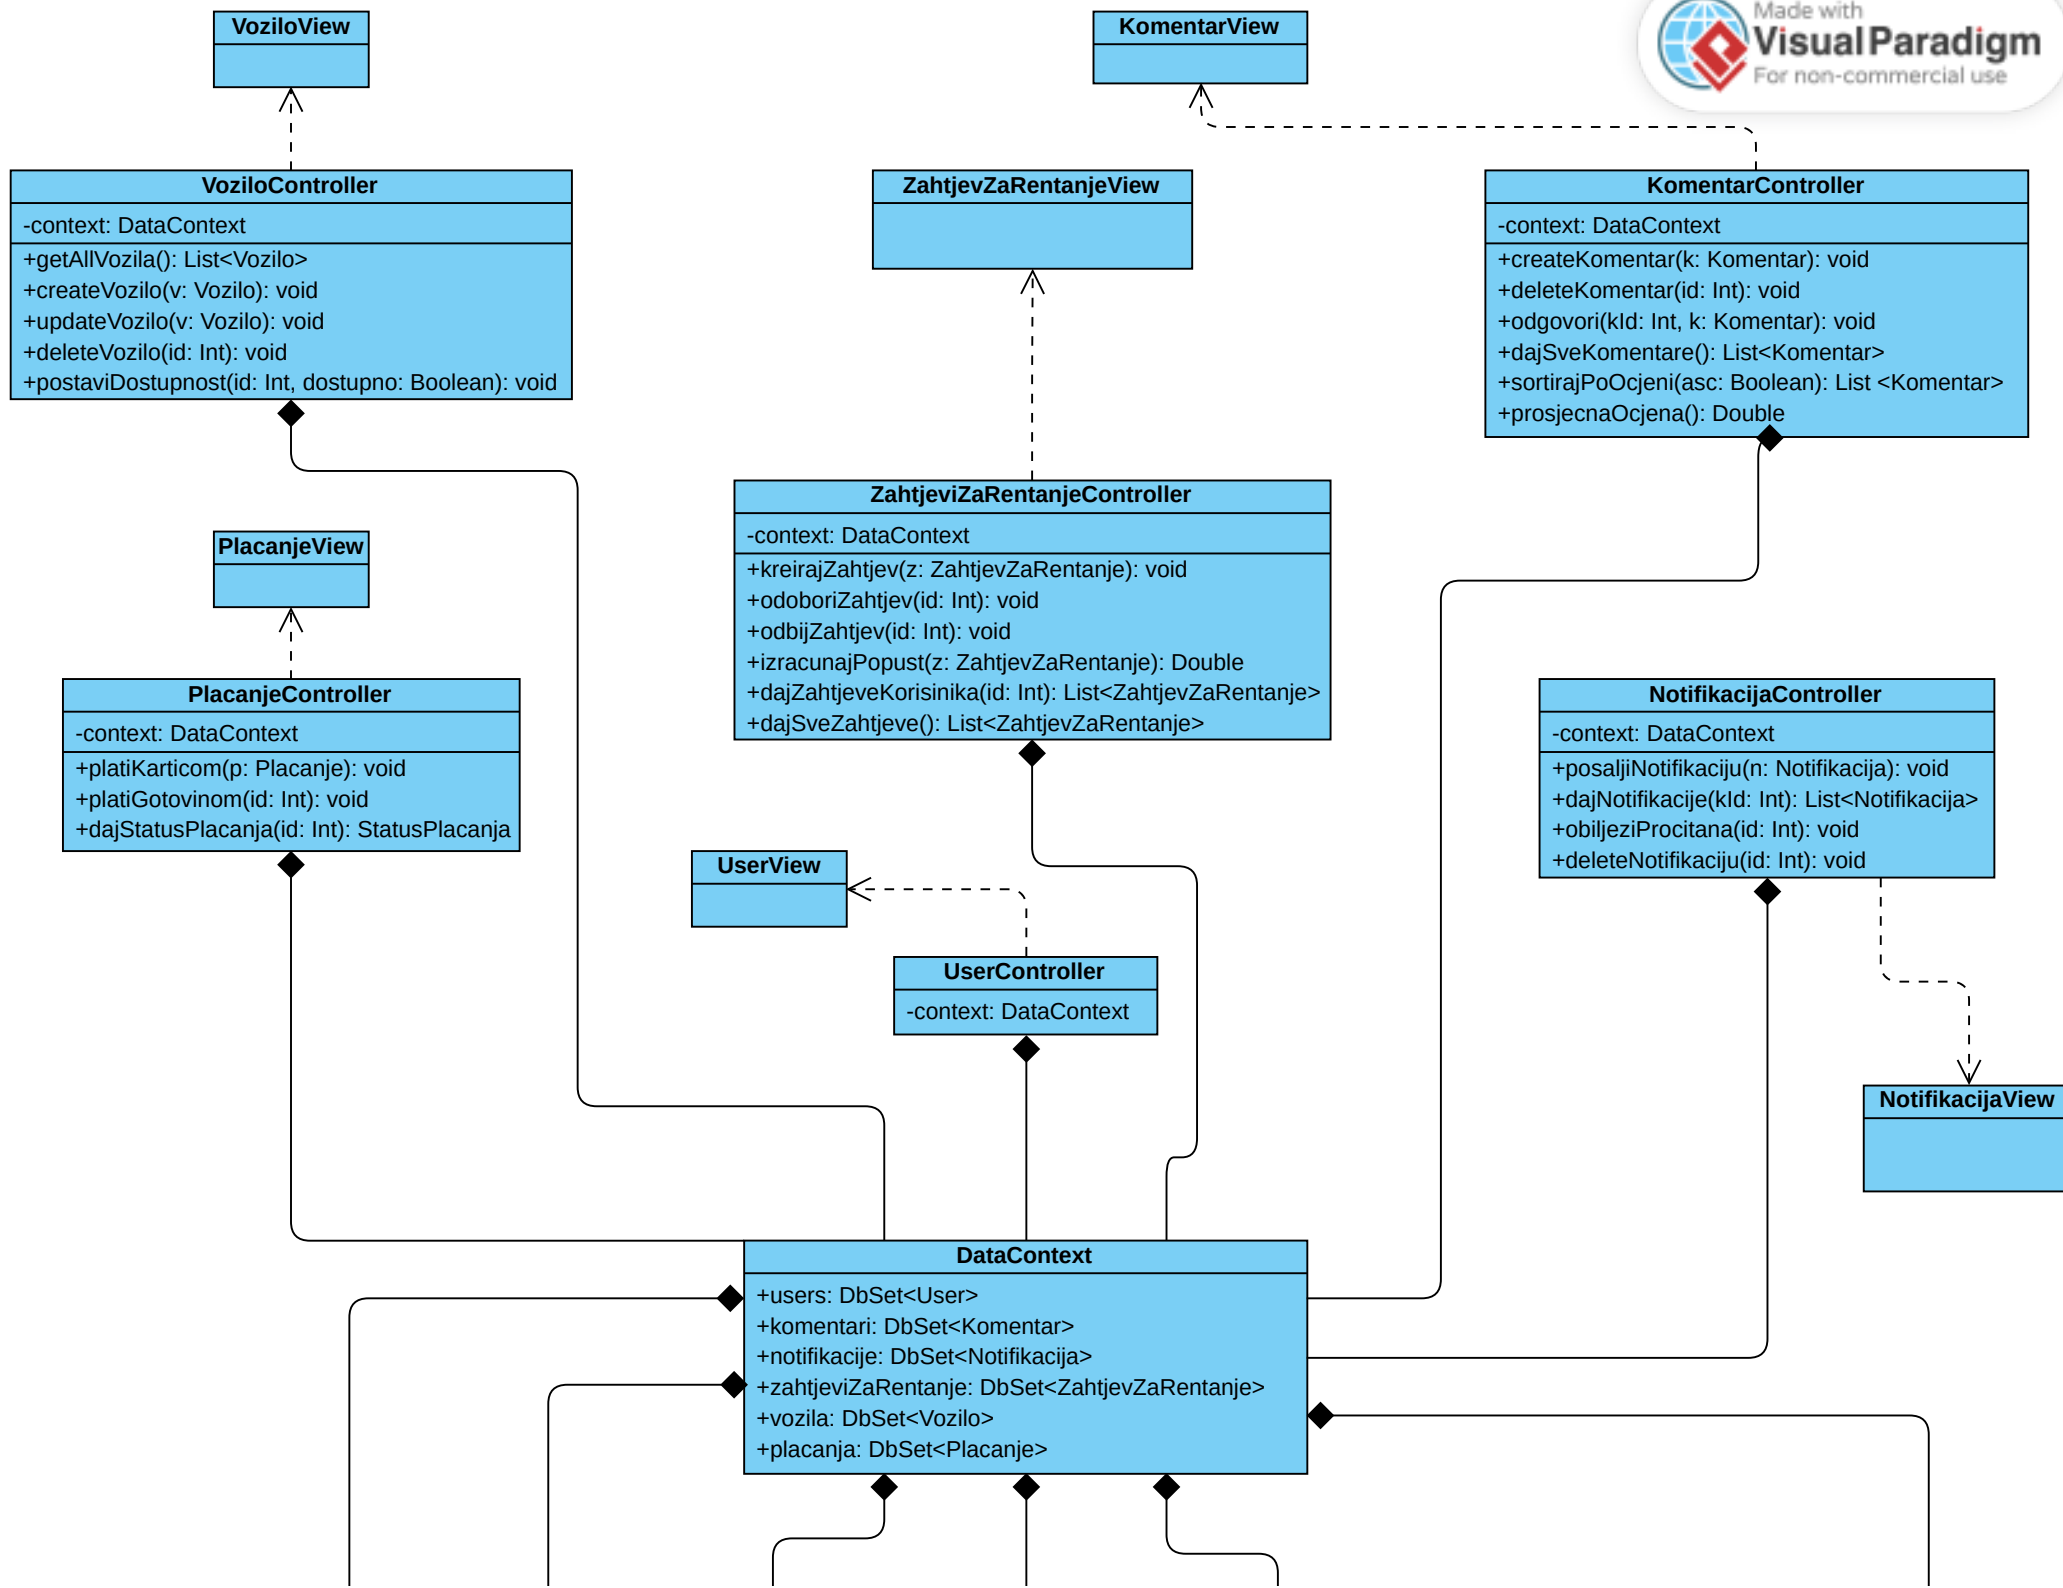 VoziloView
KomentarView
Made with
Visual Paradigm
For non-commercial use
VoziloController
-context: DataContext
+getAllVozila(): List<Vozilo>
+createVozilo(v: Vozilo): void
+updateVozilo(v: Vozilo): void
+deleteVozilo(id: Int): void
+postaviDostupnost(id: Int, dostupno: Boolean): void
ZahtjevZaRentanjeView
KomentarController
-context: DataContext
+createKomentar(k: Komentar): void
+deleteKomentar(id: Int): void
+odgovori(kId: Int, k: Komentar): void
+dajSveKomentare(): List<Komentar>
+sortirajPoOcjeni(asc: Boolean): List <Komentar>
+prosjecnaOcjena(): Double
ZahtjeviZaRentanjeController
-context: DataContext
+kreirajZahtjev(z: ZahtjevZaRentanje): void
+odoboriZahtjev(id: Int): void
+odbijZahtjev(id: Int): void
+izracunajPopust(z: ZahtjevZaRentanje): Double
+dajZahtjeveKorisinika(id: Int): List<ZahtjevZaRentanje>
+dajSveZahtjeve(): List<ZahtjevZaRentanje>
PlacanjeView
PlacanjeController
-context: DataContext
+platiKarticom(p: Placanje): void
+platiGotovinom(id: Int): void
+dajStatusPlacanja(id: Int): StatusPlacanja
NotifikacijaController
-context: DataContext
+posaljiNotifikaciju(n: Notifikacija): void
+dajNotifikacije(kId: Int): List<Notifikacija>
+obiljeziProcitana(id: Int): void
+deleteNotifikaciju(id: Int): void
UserView
UserController
-context: DataContext
NotifikacijaView
DataContext
+users: DbSet<User>
+komentari: DbSet<Komentar>
+notifikacije: DbSet<Notifikacija>
+zahtjeviZaRentanje: DbSet<ZahtjevZaRentanje>
+vozila: DbSet<Vozilo>
+placanja: DbSet<Placanje>